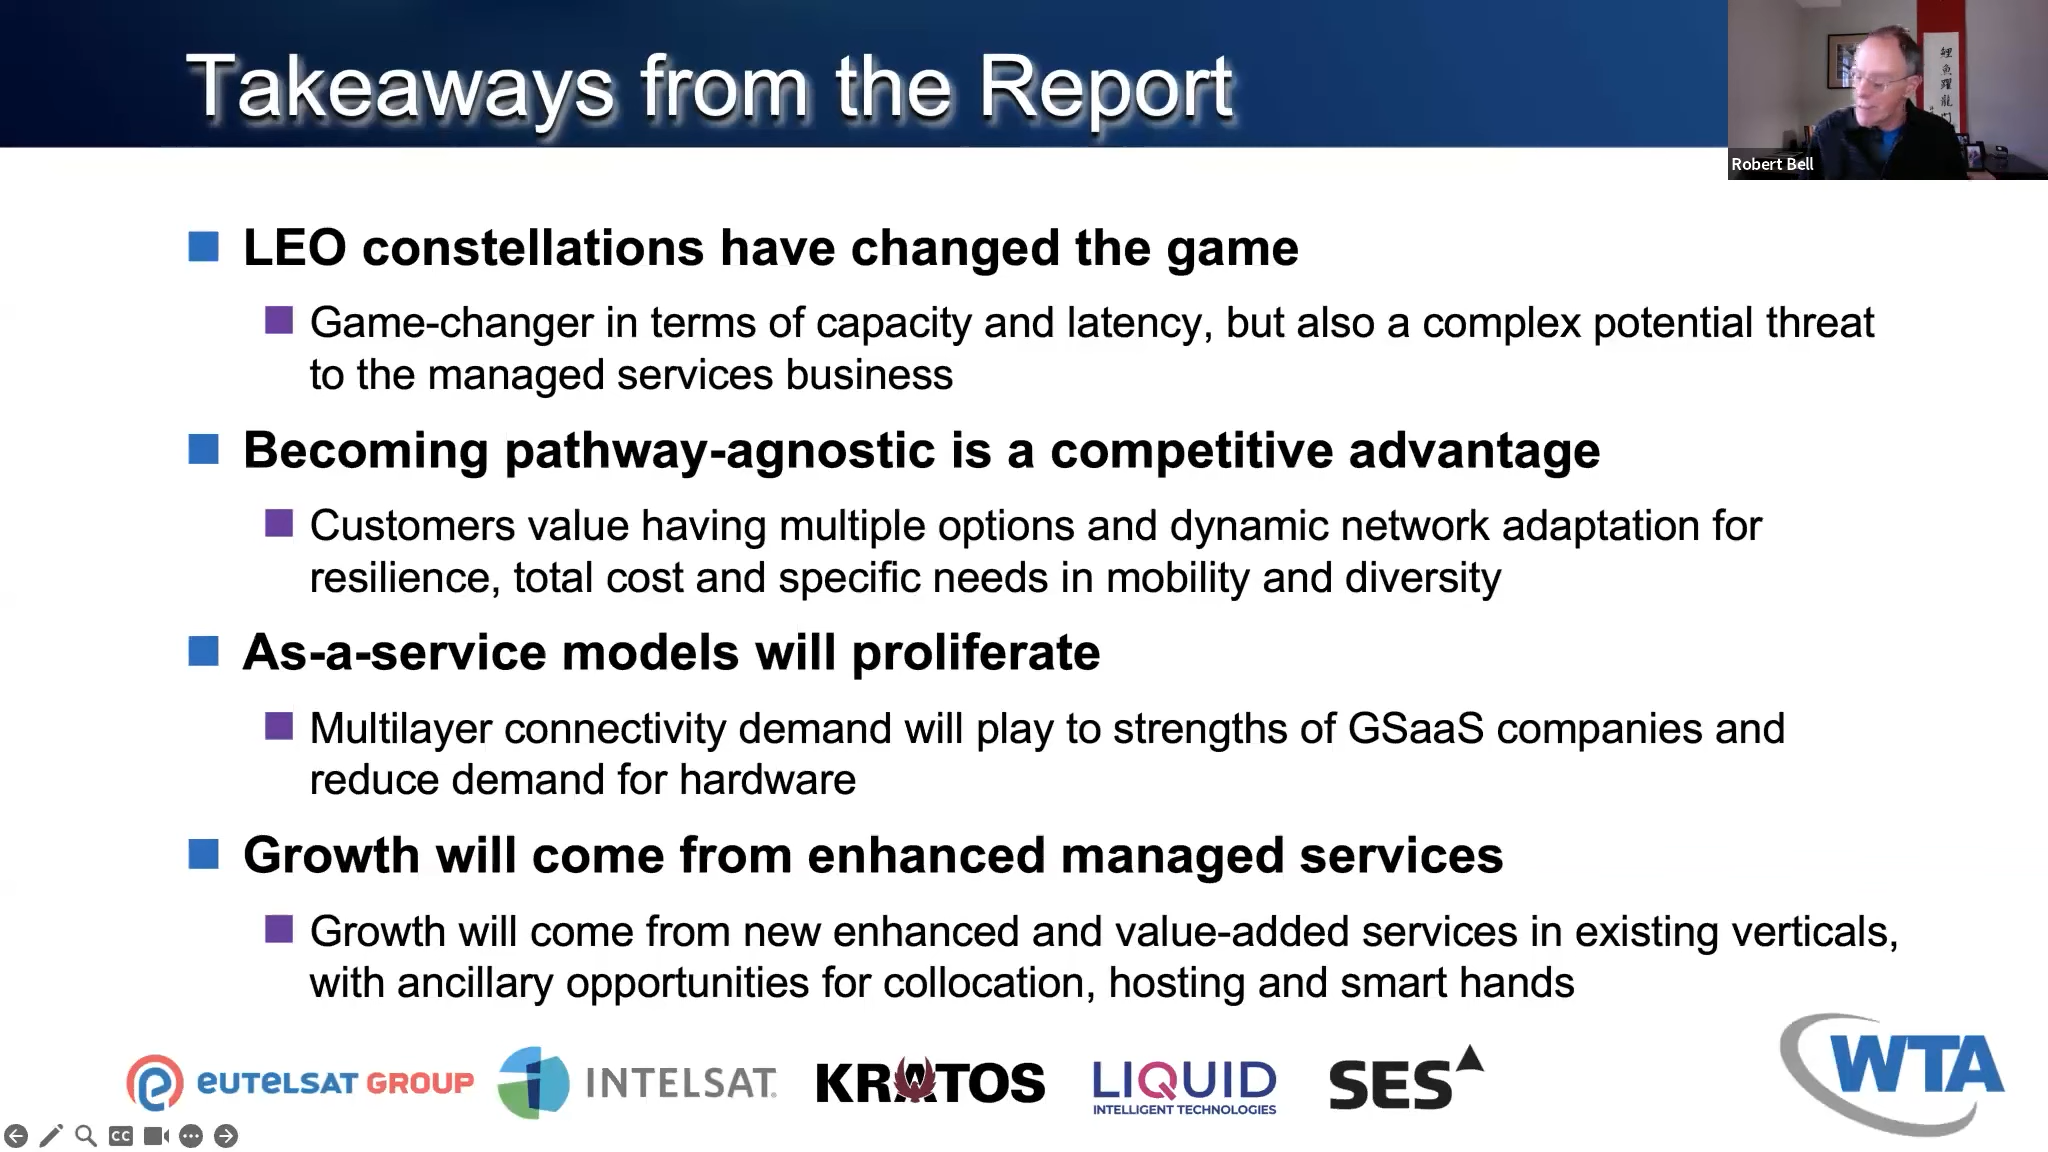 Takeaways from the Report
鯉魚躍龍門
Robert Bell
LEO constellations have changed the game
Game-changer in terms of capacity and latency, but also a complex potential threat
to the managed services business
Becoming pathway-agnostic is a competitive advantage
Customers value having multiple options and dynamic network adaptation for
resilience, total cost and specific needs in mobility and diversity
As-a-service models will proliferate
Multilayer connectivity demand will play to strengths of GSaaS companies and
reduce demand for hardware
Growth will come from enhanced managed services
Growth will come from new enhanced and value-added services in existing verticals,
with ancillary opportunities for collocation, hosting and smart hands
eUTELSAT GROUP
INTELSAT
KRATOS
LIQUID
INTELLIGENT TECHNOLOGIES
SES
WTA
CC